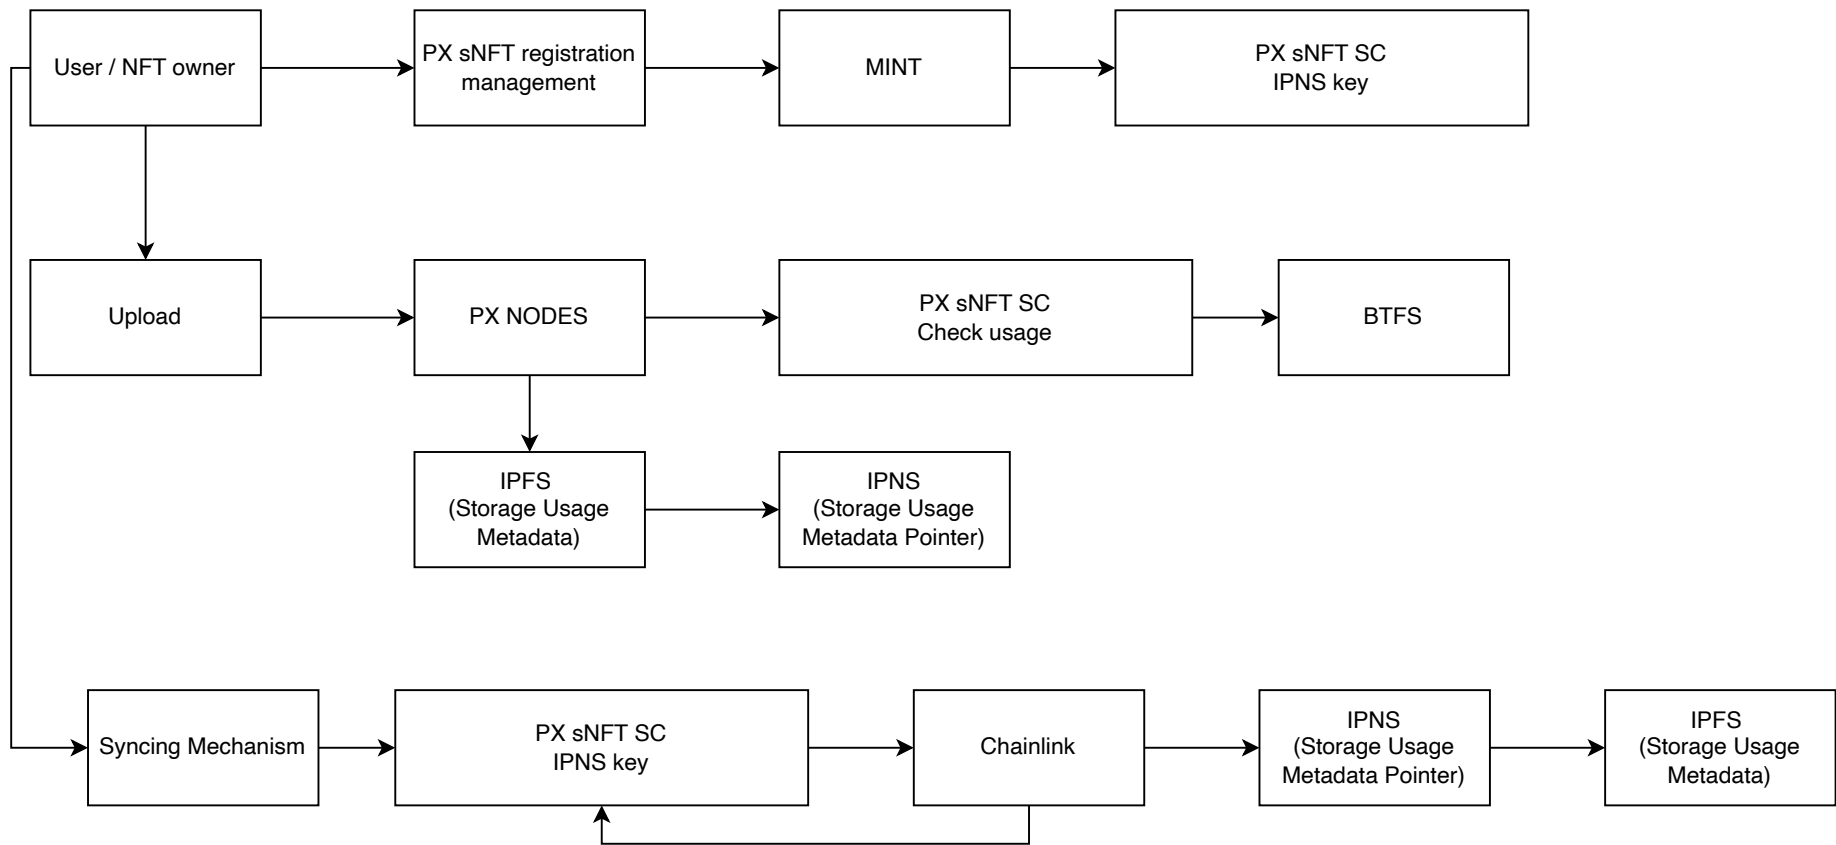 User / NFT owner
PX sNFT registration
management
MINT
PX sNFT SC
IPNS key
Upload
PX NODES
PX sNFT SC
Check usage
BTFS
IPFS
(Storage Usage
Metadata)
IPNS
(Storage Usage
Metadata Pointer)
Syncing Mechanism
PX sNFT SC
IPNS key
Chainlink
IPNS
(Storage Usage
Metadata Pointer)
IPFS
(Storage Usage
Metadata)